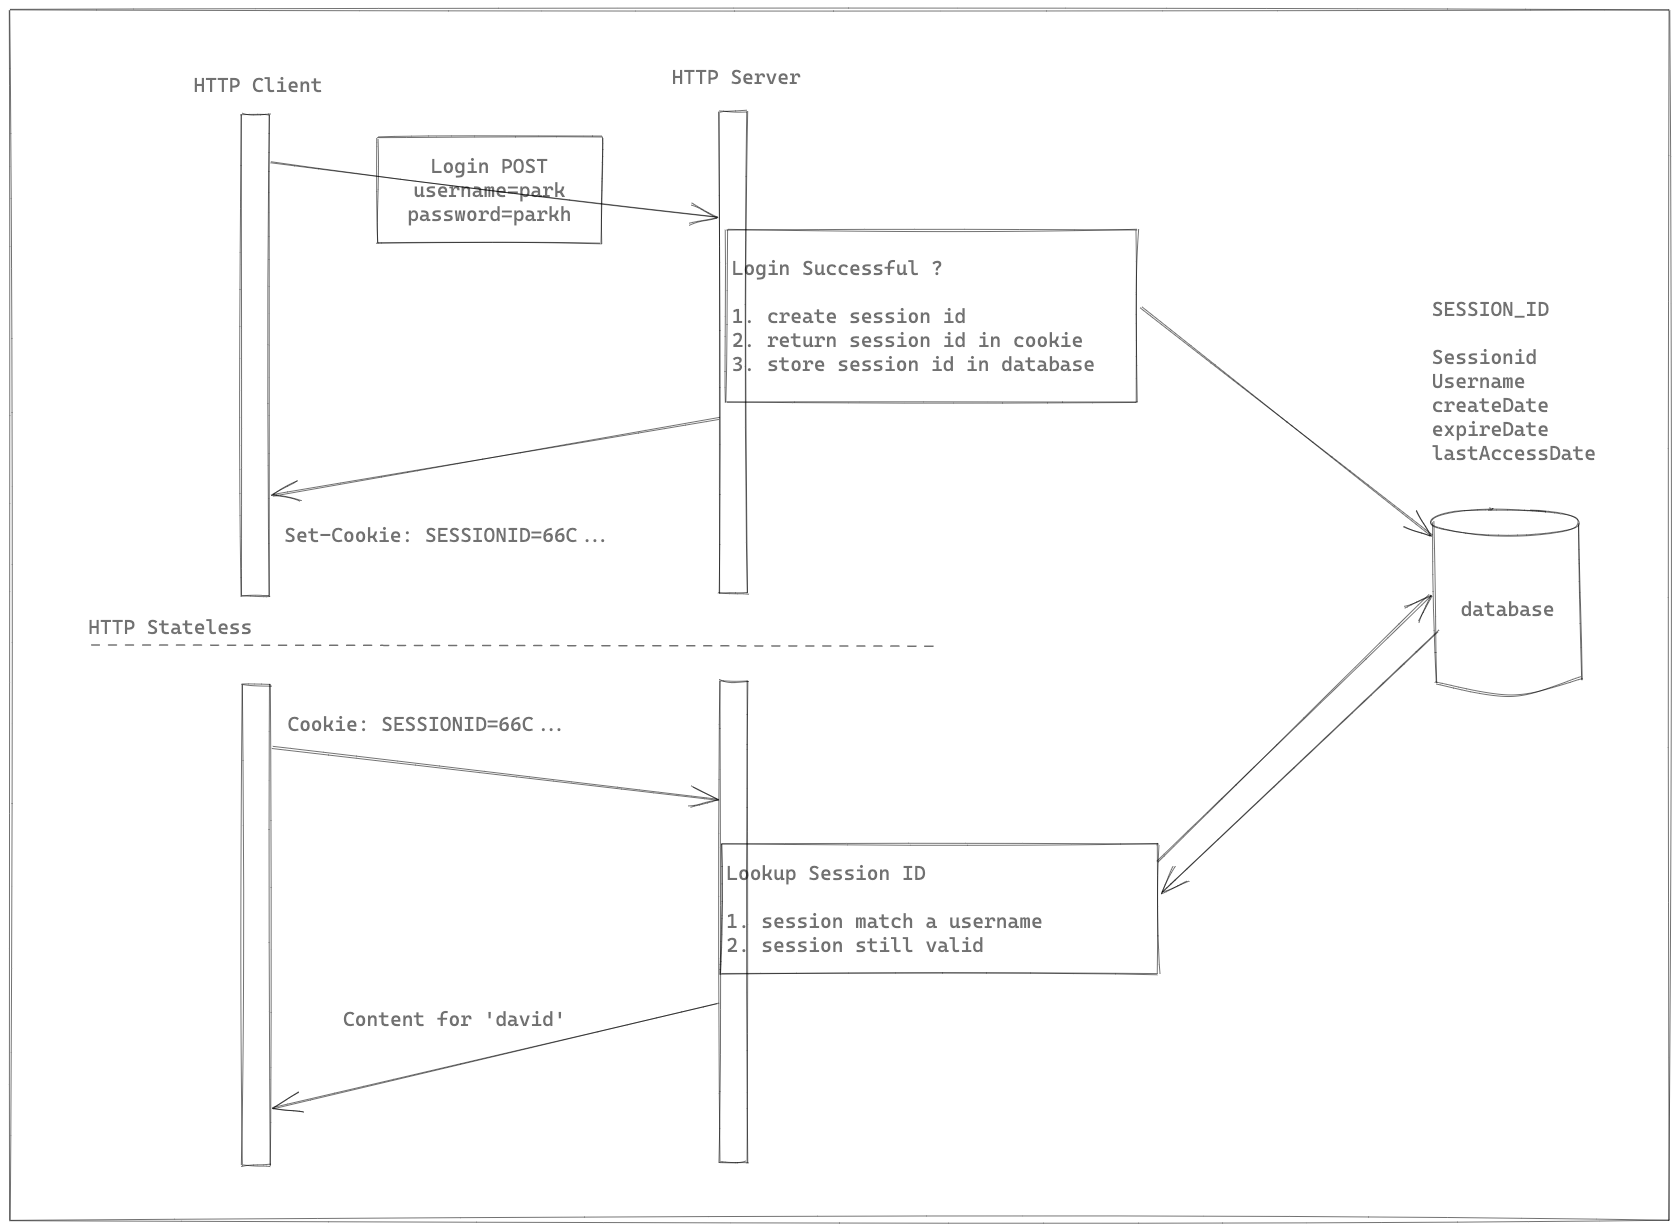 HTTP Client
HTTP Server
Login POST
username=park
password=parkh
Login Successful ?
1. create session id
2. return session id in cookie
3. store session id in database
SESSION_ID
Sessionid
Username
createDate
expireDate
lastAccessDate
Set-Cookie: SESSIONID=66C...
database
HTTP Stateless
Cookie: SESSIONID=66C...
Lookup Session ID
1. session match a username
2. session still valid
Content for 'david'